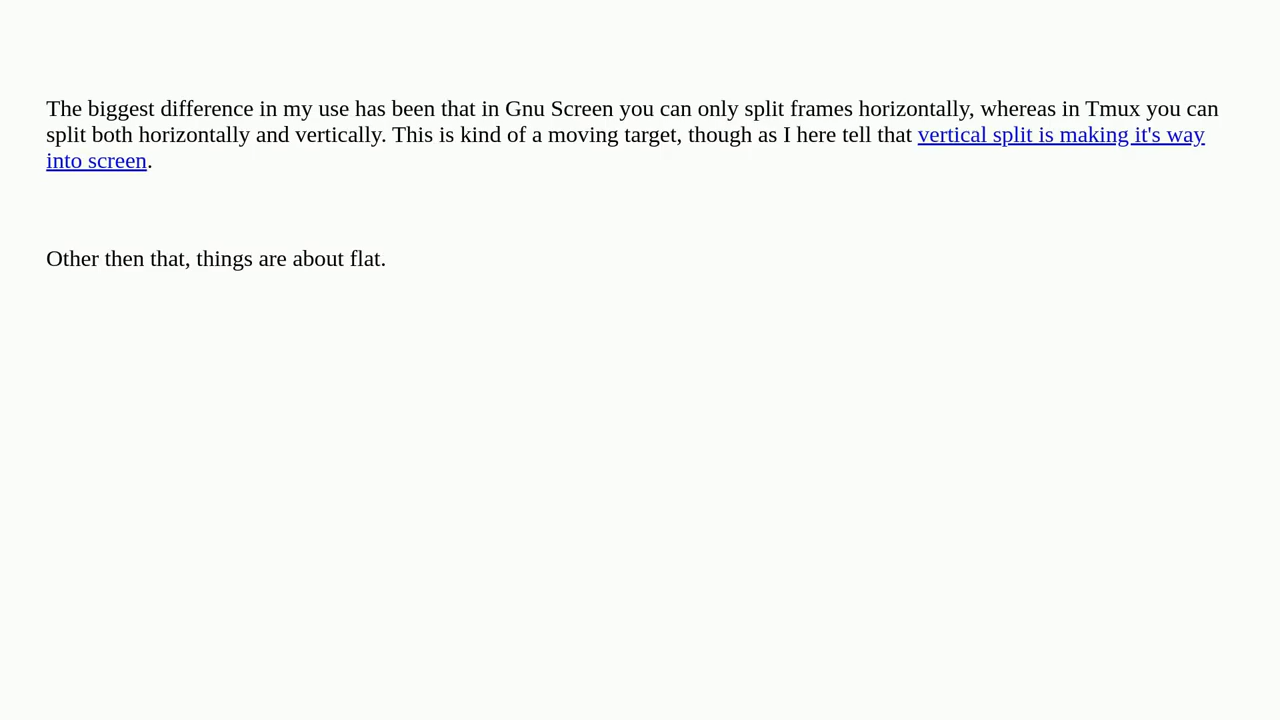 The biggest difference in my use has been that in Gnu Screen you can only split frames horizontally, whereas in Tmux you can
split both horizontally and vertically. This is kind of a moving target, though as I here tell that vertical split is making it's way
into screen.
Other then that, things are about flat.